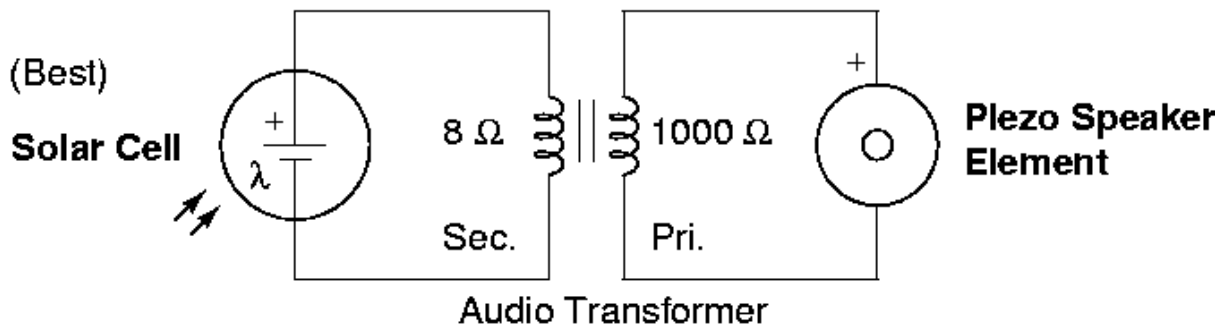 (Best)
Solar Cell
+
λ
8 Ω
1000 Ω
Sec.
Pri.
Audio Transformer
+
Plezo Speaker
Element